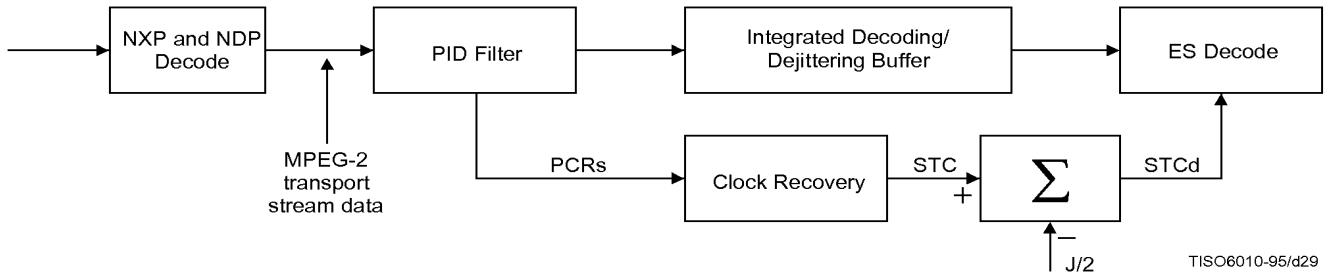 NXP and NDP
Decode
PID Filter
Integrated Decoding/
Dejittering Buffer
ES Decode
MPEG-2
transport
stream data
PCRs
Clock Recovery
STC
+
Σ
STCd
–
J/2
TISO6010-95/d29